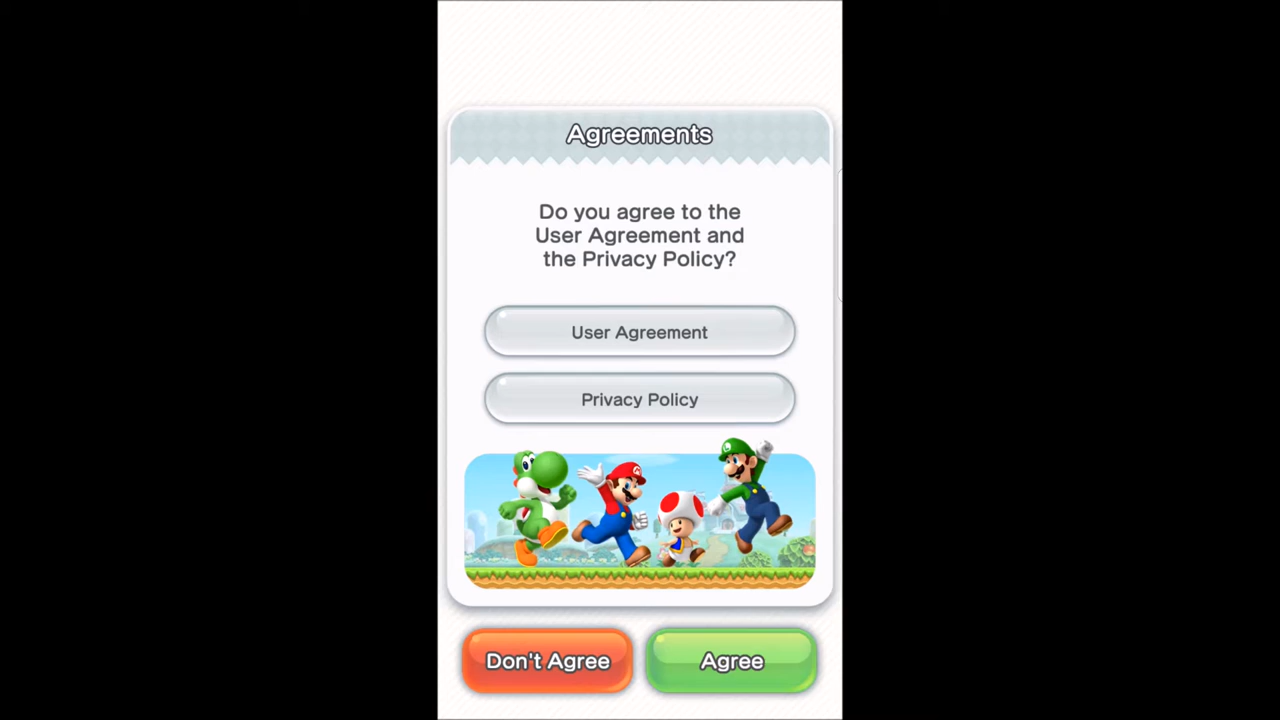 Agreements
Do you agree to the
User Agreement and
the Privacy Policy?
User Agreement
Privacy Policy
Don't Agree
Agree